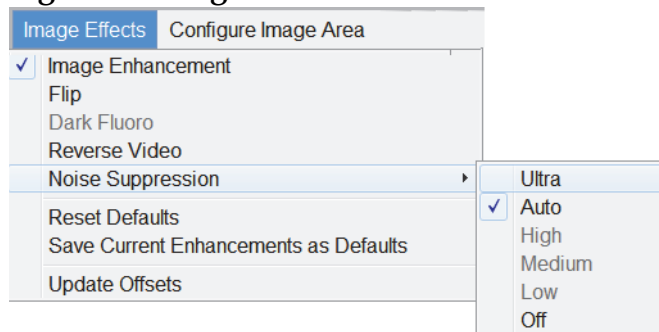 Image Effects Configure Image Area
Image Enhancement
Flip
Dark Fluoro
Reverse Video
Noise Suppression
Ultra
Auto
High
Medium
Low
Off
Reset Defaults
Save Current Enhancements as Defaults
Update Offsets